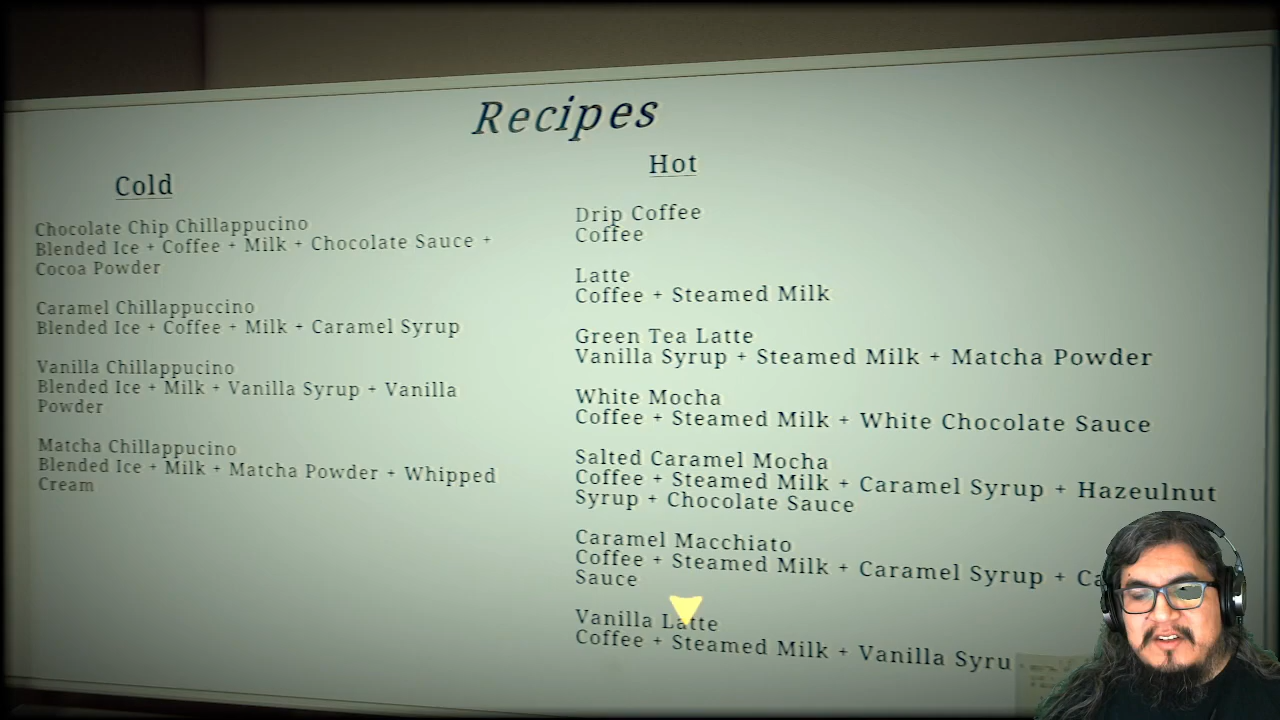 Recipes
Cold
Chocolate Chip Chillappucino
Blended Ice + Coffee + Milk + Chocolate Sauce +
Cocoa Powder
Caramel Chillappuccino
Blended Ice + Coffee + Milk + Caramel Syrup
Vanilla Chillappucino
Blended Ice + Milk + Vanilla Syrup + Vanilla
Powder
Matcha Chillappucino
Blended Ice + Milk + Matcha Powder + Whipped
Cream
Hot
Drip Coffee
Coffee
Latte
Coffee + Steamed Milk
Green Tea Latte
Vanilla Syrup + Steamed Milk + Matcha Powder
White Mocha
Coffee + Steamed Milk + White Chocolate Sauce
Salted Caramel Mocha
Coffee + Steamed Milk + Caramel Syrup + Hazeulnut
Syrup + Chocolate Sauce
Caramel Macchiato
Coffee + Steamed Milk + Caramel Syrup +
Sauce
Vanilla Latte
Coffee + Steamed Milk + Vanilla Syru